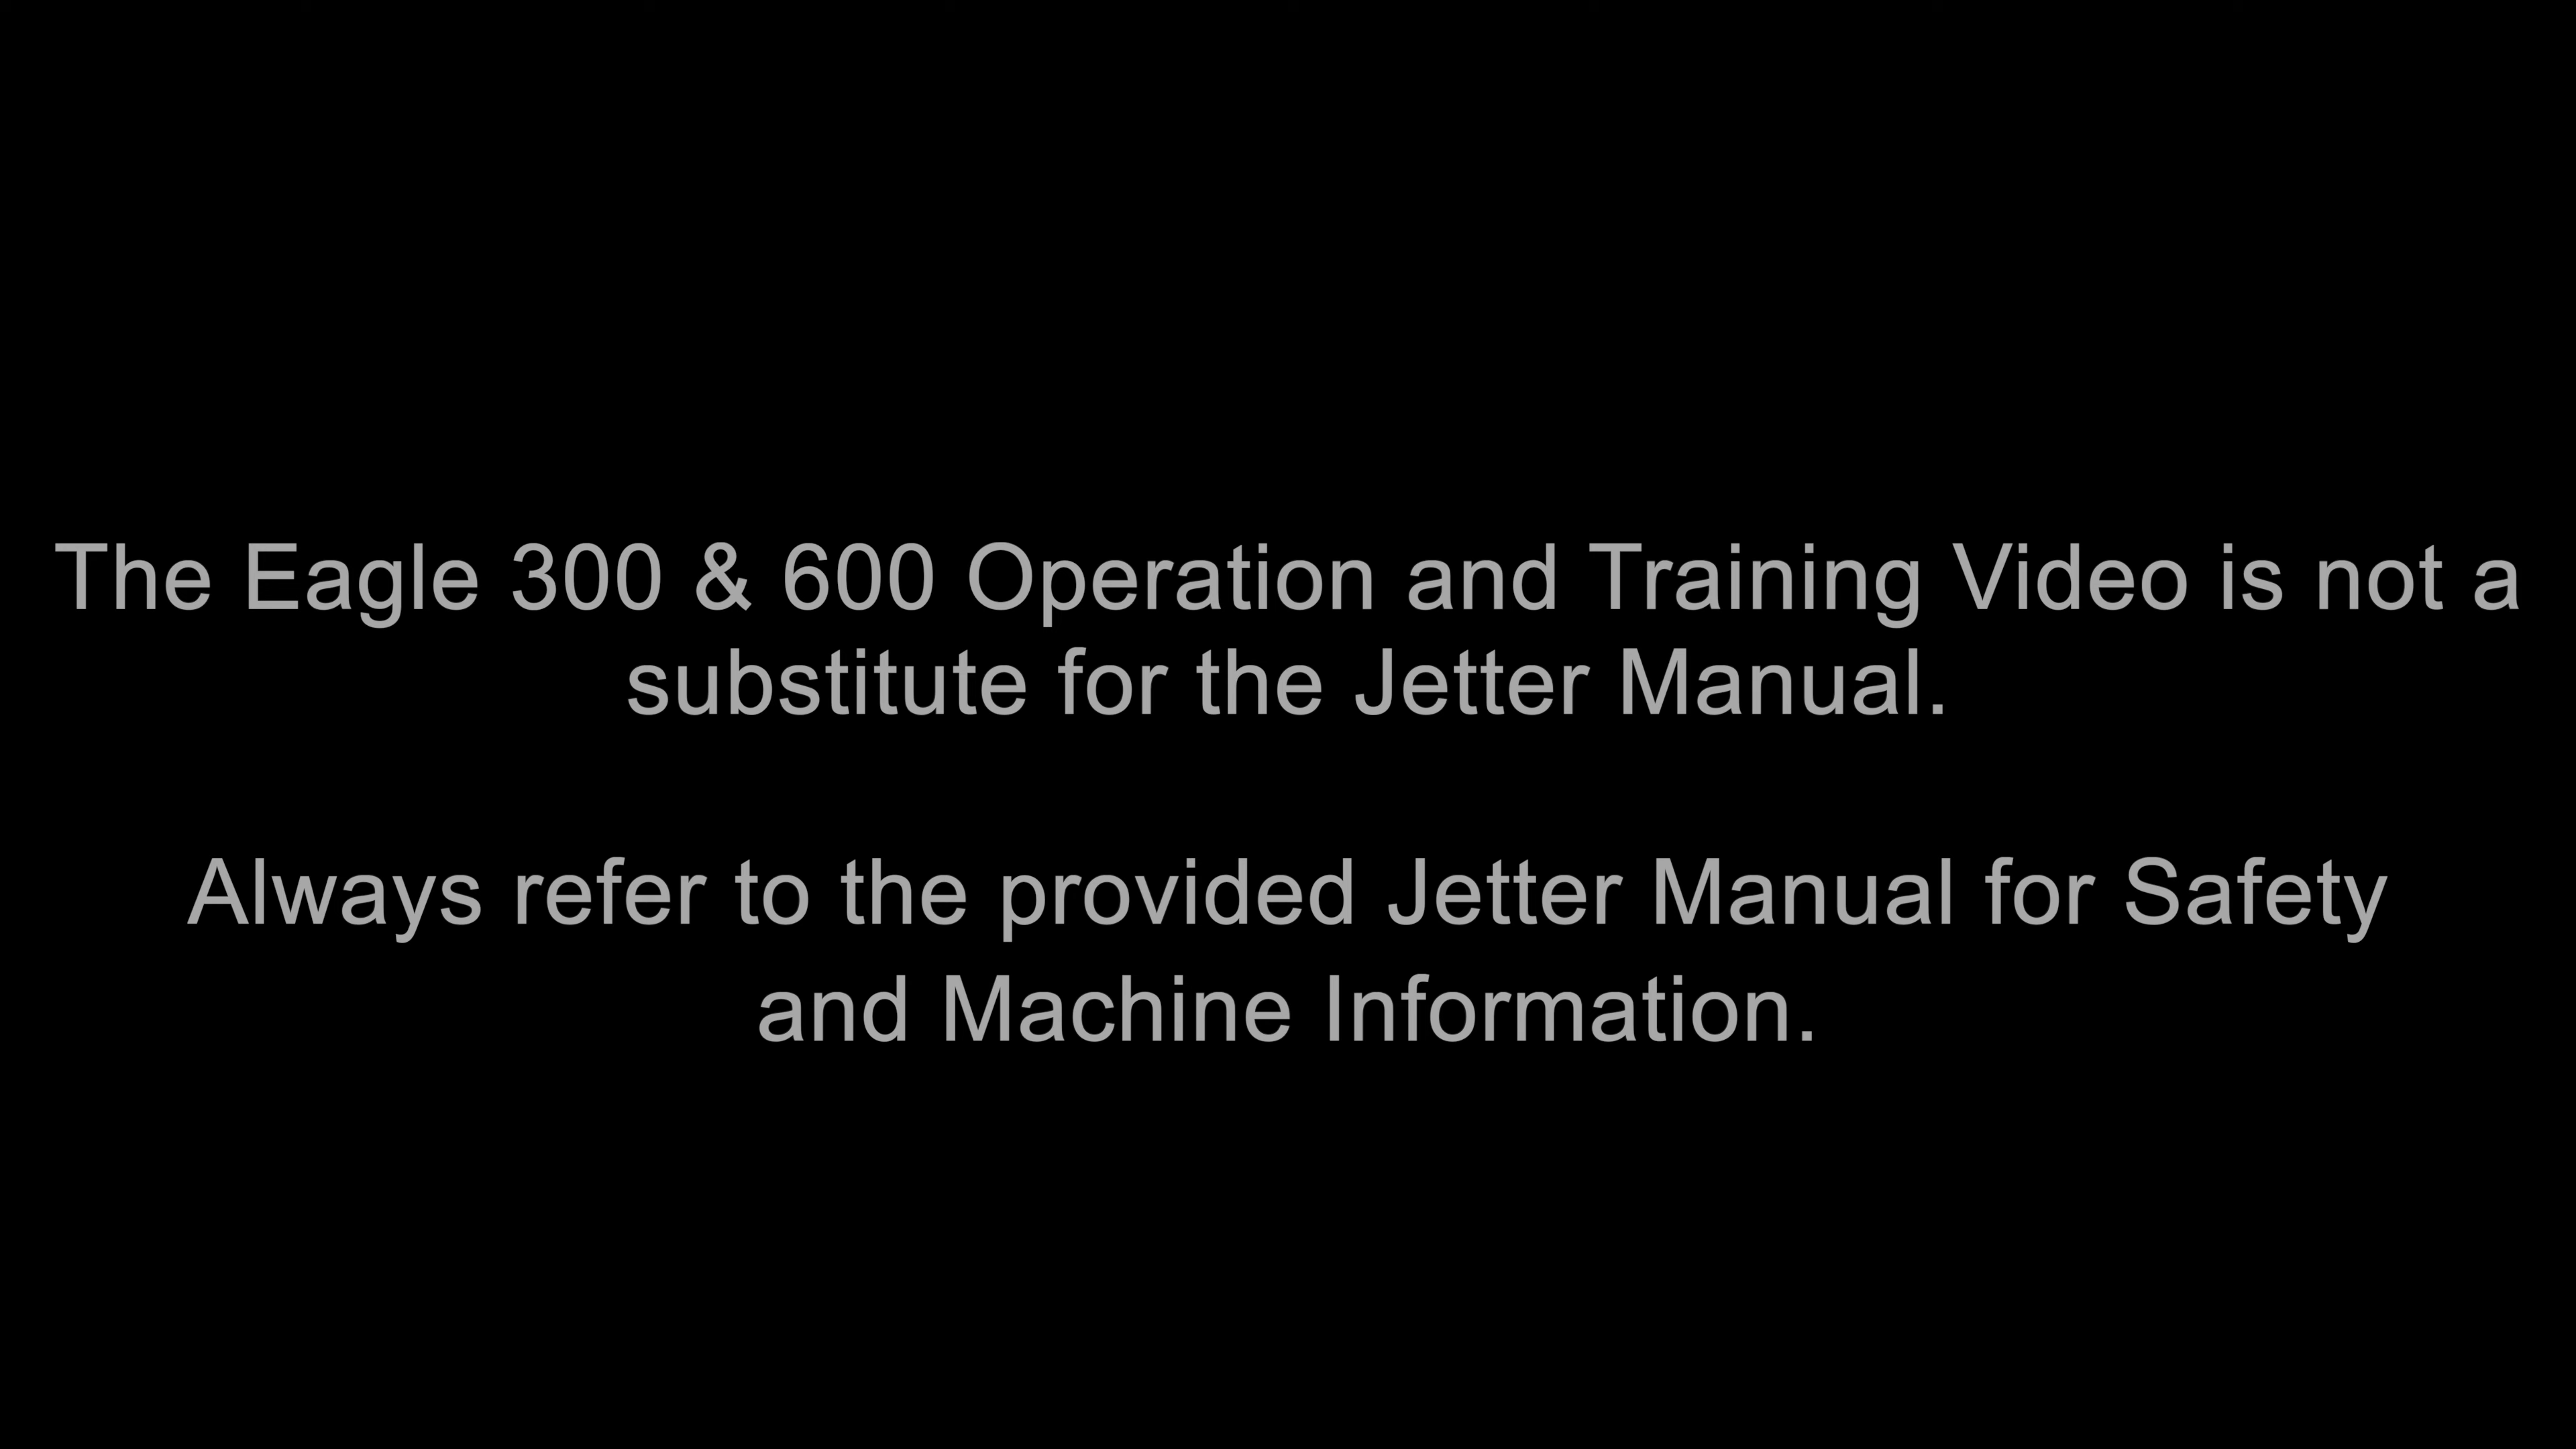 The Eagle 300 & 600 Operation and Training Video is not a
substitute for the Jetter Manual.
Always refer to the provided Jetter Manual for Safety
and Machine Information.